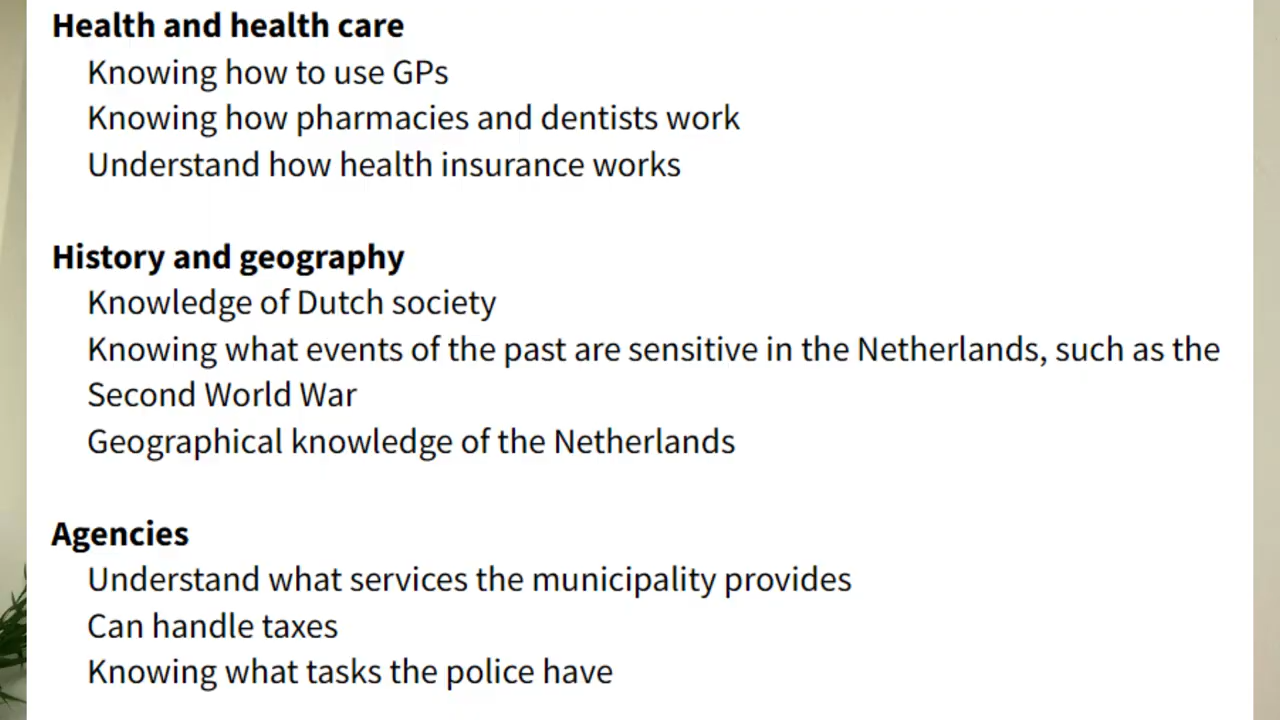 Health and health care
Knowing how to use GPs
Knowing how pharmacies and dentists work
Understand how health insurance works
History and geography
Knowledge of Dutch society
Knowing what events of the past are sensitive in the Netherlands, such as the
Second World War
Geographical knowledge of the Netherlands
Agencies
Understand what services the municipality provides
Can handle taxes
Knowing what tasks the police have